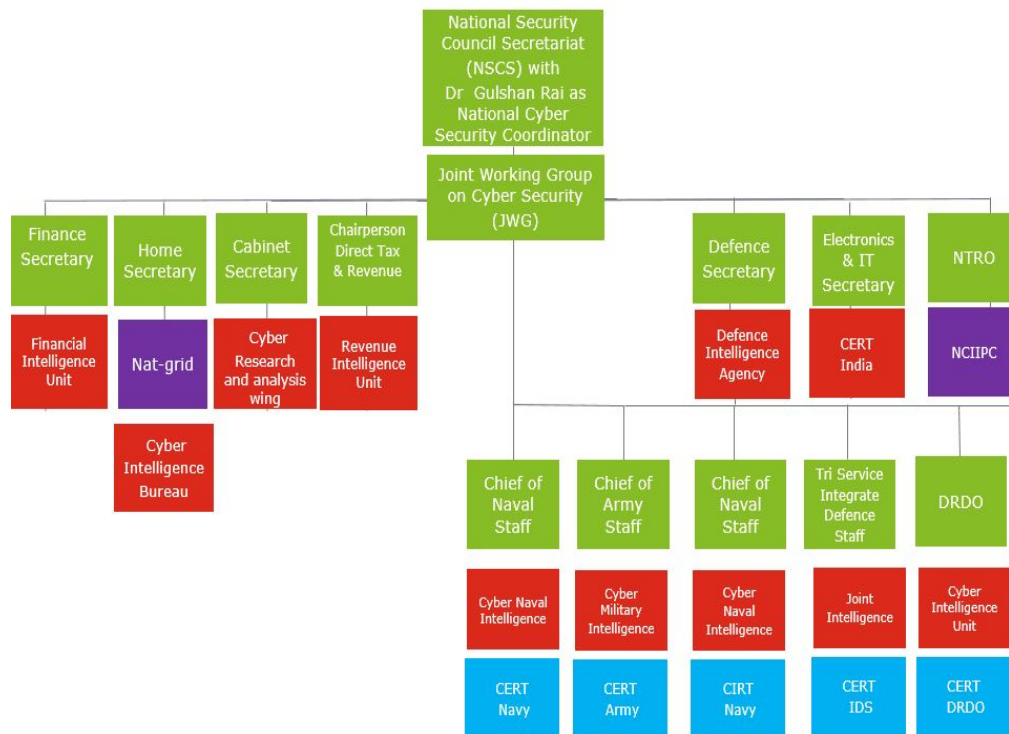 National Security
Council Secretariat
(NSCS) with
Dr Gulshan Rai as
National Cyber
Security Coordinator
Joint Working Group
on Cyber Security
(JWG)
Finance
Secretary
Home
Secretary
Cabinet
Secretary
Chairperson
Direct Tax
& Revenue
Defence
Secretary
Electronics
& IT
Secretary
NTRO
Financial
Intelligence
Unit
Nat-grid
Cyber
Research
and analysis
wing
Revenue
Intelligence
Unit
Defence
Intelligence
Agency
CERT
India
NCIIPC
Cyber
Intelligence
Bureau
Chief of
Naval
Staff
Chief of
Army
Staff
Chief of
Naval
Staff
Tri Service
Integrate
Defence
Staff
DRDO
Cyber Naval
Intelligence
Cyber
Military
Intelligence
Cyber
Naval
Intelligence
Joint
Intelligence
Cyber
Intelligence
Unit
CERT
Navy
CERT
Army
CIRT
Navy
CERT
IDS
CERT
DRDO